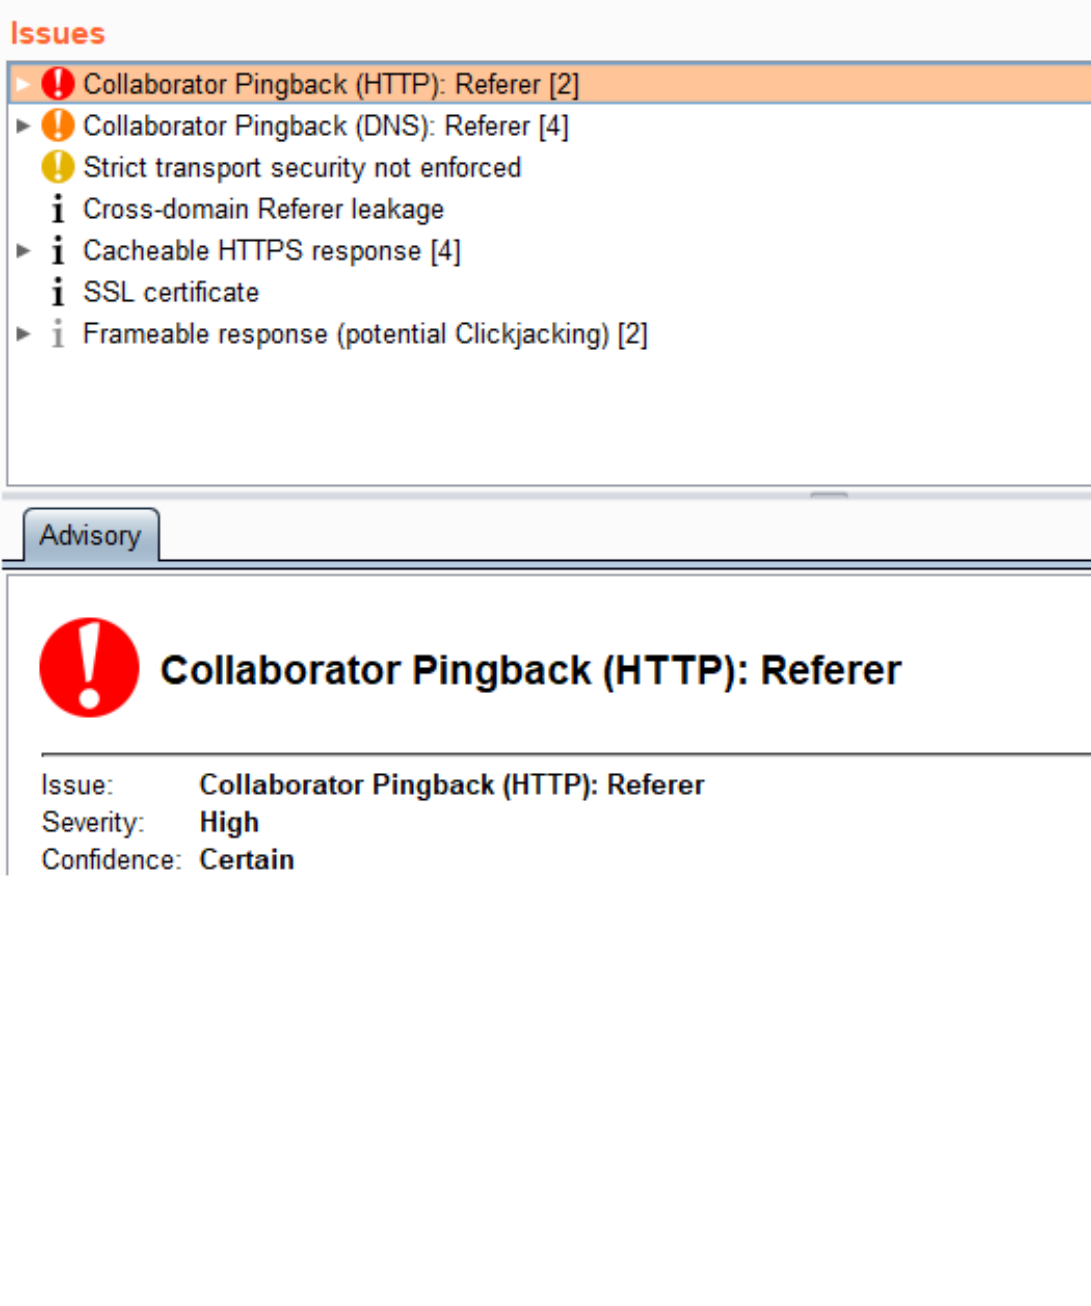 Issues
Collaborator Pingback (HTTP): Referer [2]
Collaborator Pingback (DNS): Referer [4]
Strict transport security not enforced
Cross-domain Referer leakage
Cacheable HTTPS response [4]
SSL certificate
Frameable response (potential Clickjacking) [2]
Advisory
Collaborator Pingback (HTTP): Referer
Issue: Collaborator Pingback (HTTP): Referer
Severity: High
Confidence: Certain